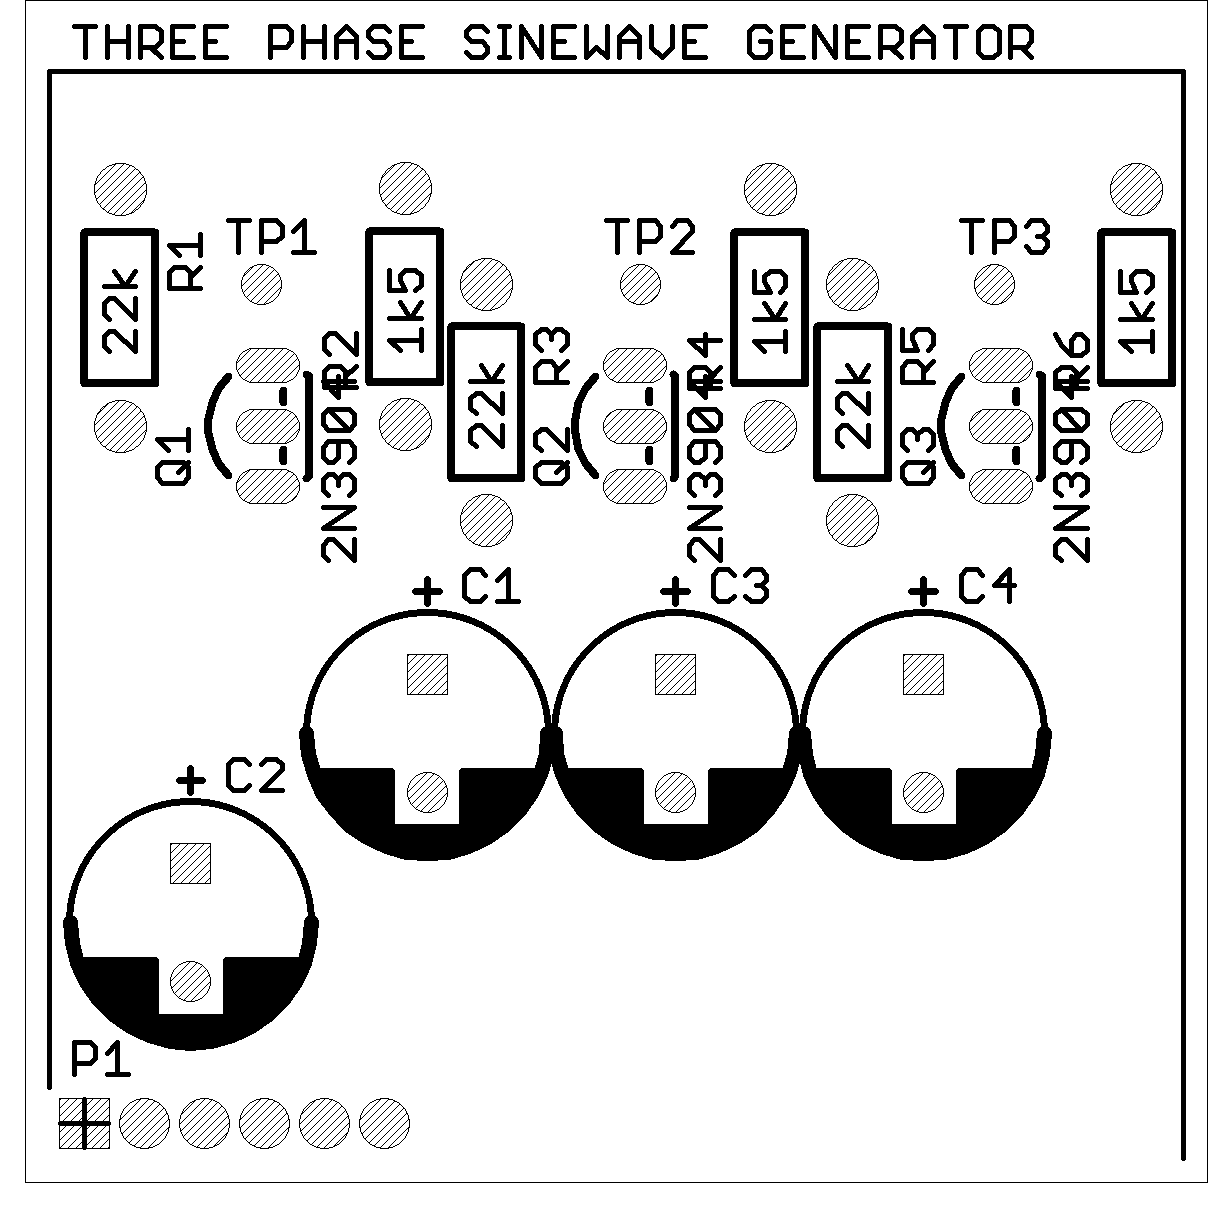 THREE PHASE SINEWAVE GENERATOR
TP1
TP2
TP3
R1
22k
R2
1k5
R3
22k
R4
1k5
R5
22k
R6
1k5
Q1
2N3904
Q2
2N3904
Q3
2N3904
+ C1
+ C3
+ C4
+ C2
P1